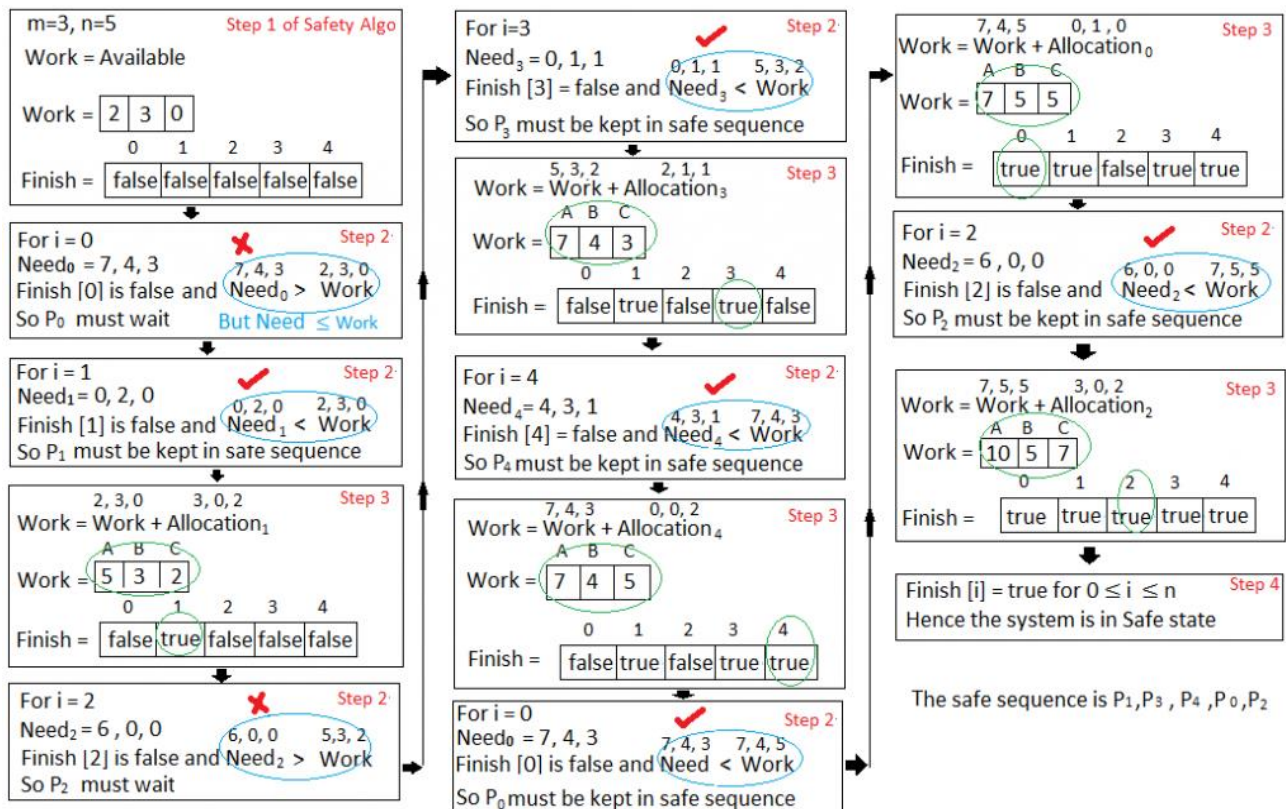 m=3, n=5
Step 1 of Safety Algo
Work = Available
Work = 2 3 0
0 1 2 3 4
Finish = false false false false false
For i = 0
Step 2
Need₀ = 7, 4, 3
7, 4, 3 2, 3, 0
Finish [0] is false and Need₀ > Work
So P₀ must wait
But Need ≤ Work
For i = 1
Step 2
Need₁= 0, 2, 0
0, 2, 0 2, 3, 0
Finish [1] is false and Need₁ < Work
So P₁ must be kept in safe sequence
2, 3, 0 3, 0, 2
Step 3
Work = Work + Allocation₁
A B C
Work = 5 3 2
0 1 2 3 4
Finish = false true false false false
For i = 2
Step 2
Need₂ = 6 , 0, 0
6, 0, 0 5,3, 2
Finish [2] is false and Need₂ > Work
So P₂ must wait
For i=3
Step 2
Need₃ = 0, 1, 1
0, 1, 1 5, 3, 2
Finish [3] = false and Need₃ < Work
So P₃ must be kept in safe sequence
5, 3, 2 2, 1, 1
Step 3
Work = Work + Allocation₃
A B C
Work = 7 4 3
0 1 2 3 4
Finish = false true false true false
For i = 4
Step 2
Need₄ = 4, 3, 1
4, 3, 1 7, 4, 3
Finish [4] = false and Need₄ < Work
So P₄ must be kept in safe sequence
7, 4, 3 0, 0, 2
Step 3
Work = Work + Allocation₄
A B C
Work = 7 4 5
0 1 2 3 4
Finish = false true false true true
For i=0
Step 2
Need₀ = 7, 4, 3
7, 4, 3 7, 4, 5
Finish [0] is false and Need < Work
So P₀ must be kept in safe sequence
7, 4, 5 0, 1 , 0
Step 3
Work = Work + Allocation₀
A B C
Work = 7 5 5
0 1 2 3 4
Finish = true true false true true
For i = 2
Step 2
Need₂ = 6 , 0, 0
6, 0, 0 7, 5, 5
Finish [2] is false and Need₂ < Work
So P₂ must be kept in safe sequence
7, 5, 5 3, 0, 2
Step 3
Work = Work + Allocation₂
A B C
Work = 10 5 7
0 1 2 3 4
Finish = true true true true true
Finish [i] = true for 0 ≤ i ≤ n
Step 4
Hence the system is in Safe state
The safe sequence is P₁,P₃ , P₄ ,P₀,P₂